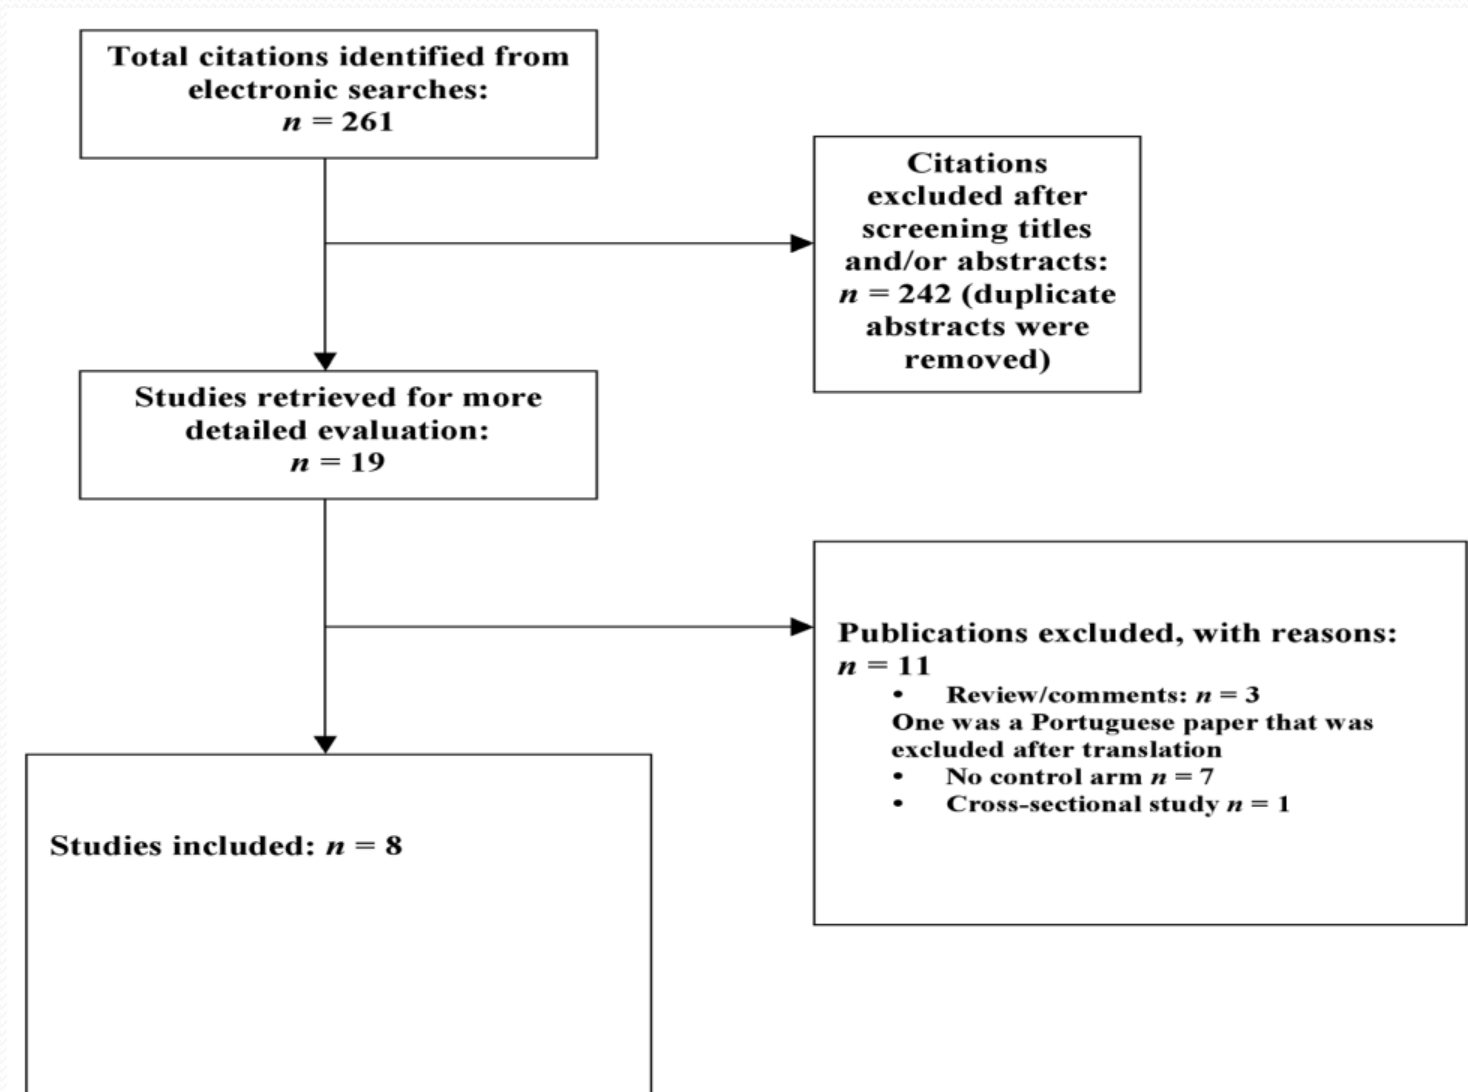 Total citations identified from
electronic searches:
n = 261
Citations
excluded after
screening titles
and/or abstracts:
n = 242 (duplicate
abstracts were
removed)
Studies retrieved for more
detailed evaluation:
n = 19
Publications excluded, with reasons:
n = 11
• Review/comments: n = 3
One was a Portuguese paper that was
excluded after translation
• No control arm n = 7
• Cross-sectional study n = 1
Studies included: n = 8